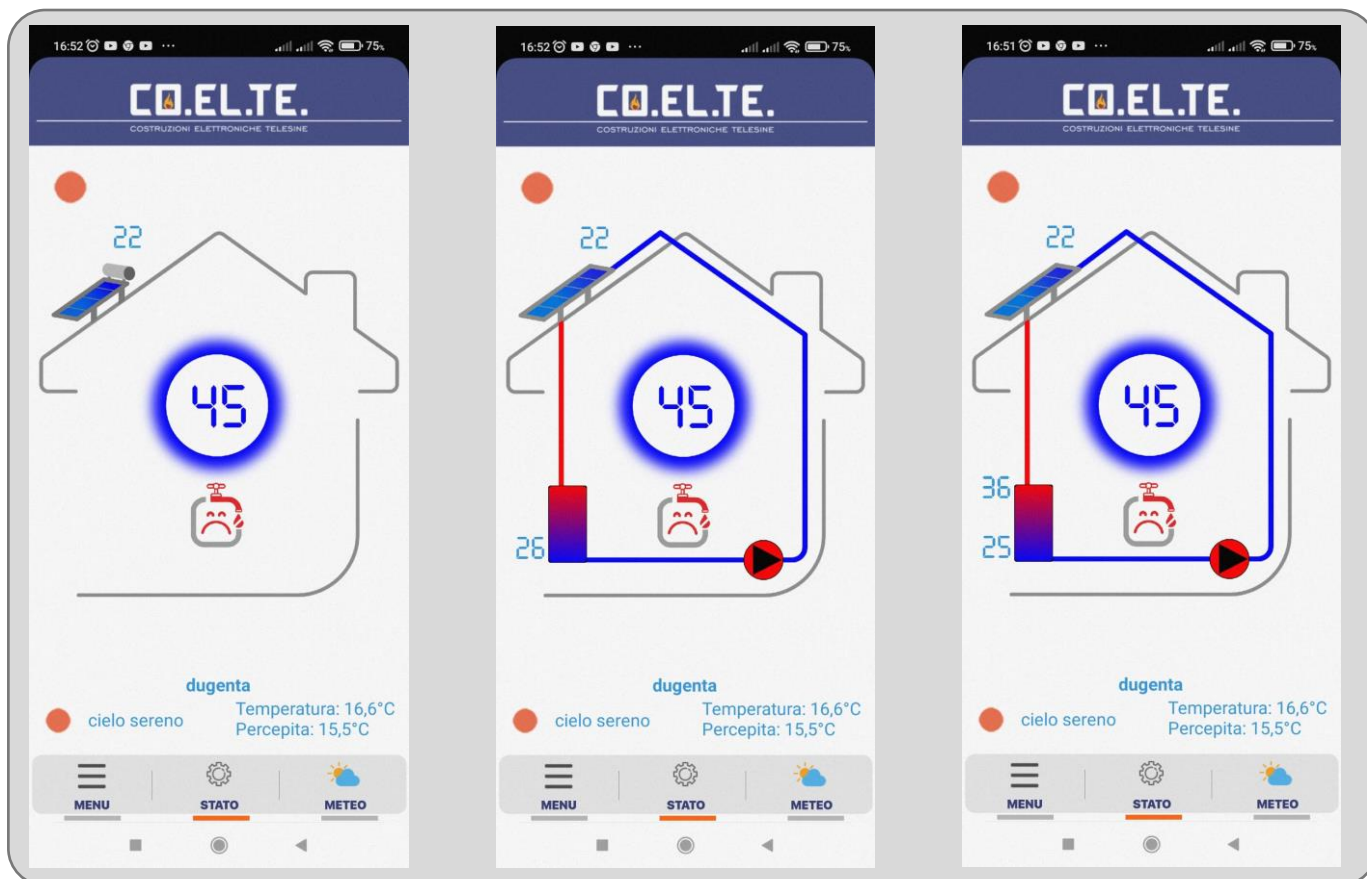 16:52 ... 75%
CO.EL.TE.
COSTRUZIONI ELETTRONICHE TELESINE
22
45
dugenta
cielo sereno
Temperatura: 16,6°C
Percepita: 15,5°C
MENU STATO METEO
16:52 ... 75%
CO.EL.TE.
COSTRUZIONI ELETTRONICHE TELESINE
22
45
26
dugenta
cielo sereno
Temperatura: 16,6°C
Percepita: 15,5°C
MENU STATO METEO
16:51 ... 75%
CO.EL.TE.
COSTRUZIONI ELETTRONICHE TELESINE
22
45
36
25
dugenta
cielo sereno
Temperatura: 16,6°C
Percepita: 15,5°C
MENU STATO METEO